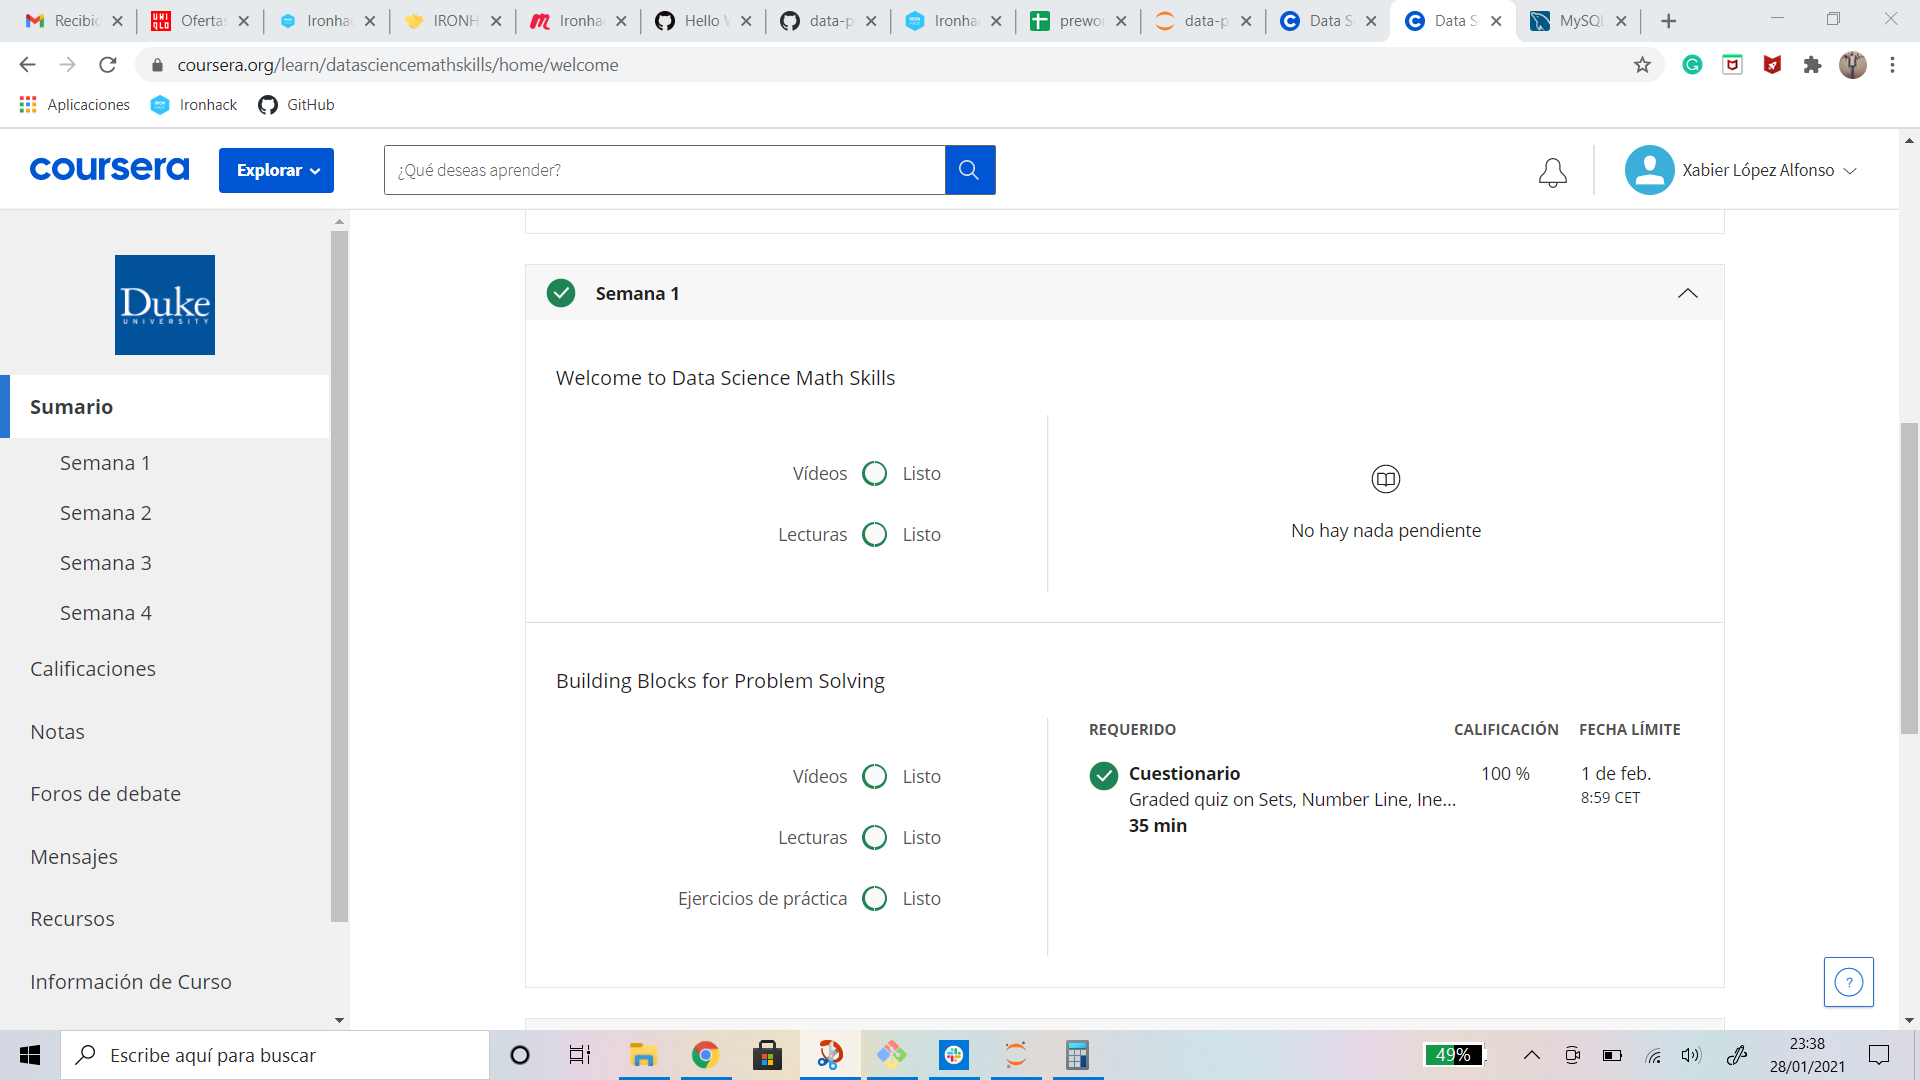 Recibid
Ofertas
Ironha
IRONH
Ironha
Hello W
data-p
Ironha
prewor
data-p
Data S
Data S
MySQL
coursera.org/learn/datasciencemathskills/home/welcome
Aplicaciones
Ironhack
GitHub
coursera
Explorar
¿Qué deseas aprender?
Xabier López Alfonso
Duke
UNIVERSITY
Sumario
Semana 1
Semana 2
Semana 3
Semana 4
Calificaciones
Notas
Foros de debate
Mensajes
Recursos
Información de Curso
Semana 1
Welcome to Data Science Math Skills
Vídeos Listo
Lecturas Listo
No hay nada pendiente
Building Blocks for Problem Solving
Vídeos Listo
Lecturas Listo
Ejercicios de práctica Listo
REQUERIDO CALIFICACIÓN FECHA LÍMITE
Cuestionario 100 % 1 de feb.
Graded quiz on Sets, Number Line, Ine... 8:59 CET
35 min
?
Escribe aquí para buscar
49%
23:38
28/01/2021